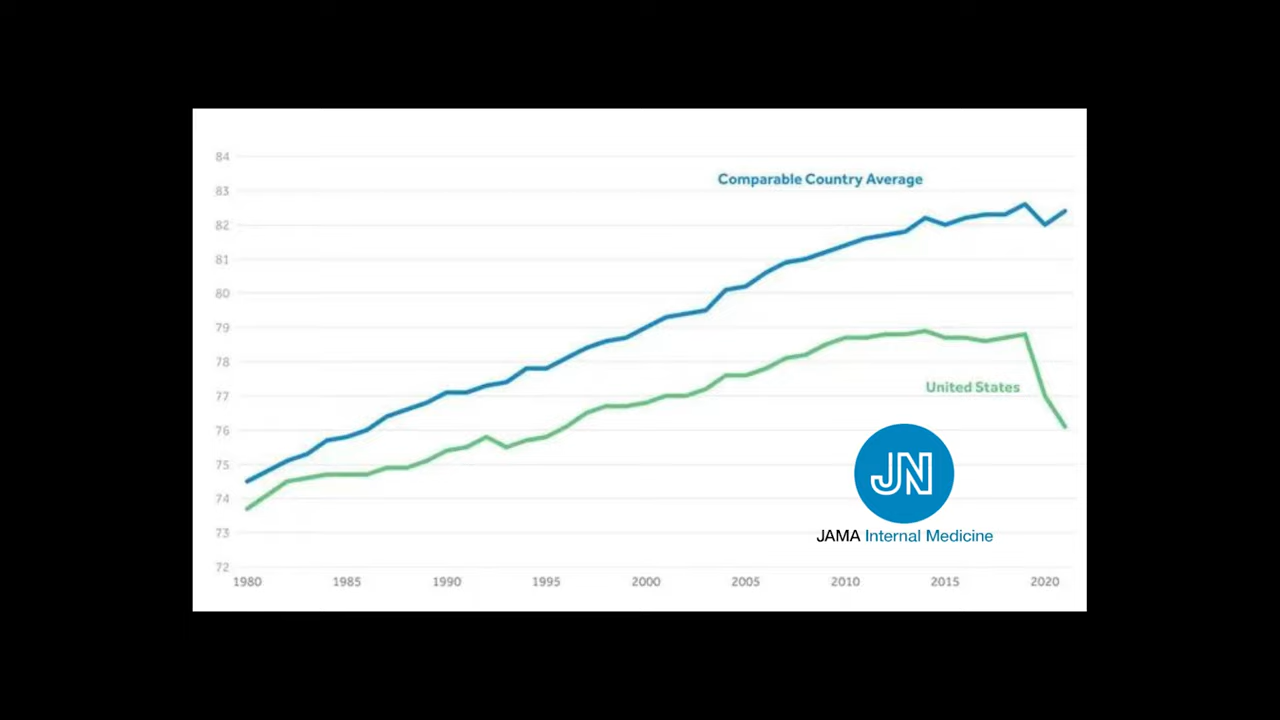 84
Comparable Country Average
83
82
81
80
79
78
United States
77
76
75
JN
74
JAMA Internal Medicine
73
72
1980 1985 1990 1995 2000 2005 2010 2015 2020